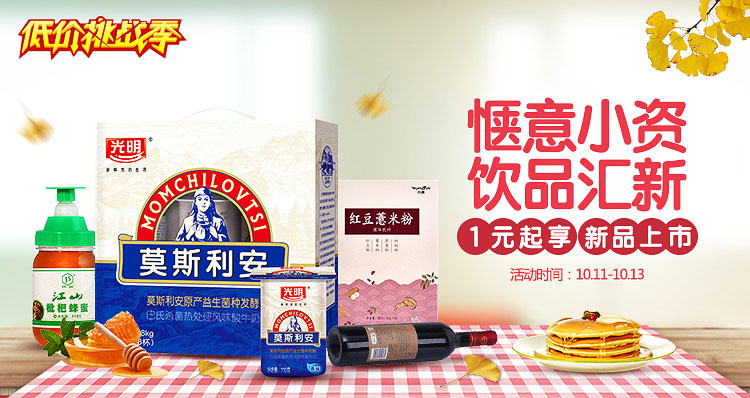 低价挑战季
惬意小资
饮品汇新
1元起享 新品上市
活动时间：10.11-10.13
光明
MOMCHILOVTSI
莫斯利安
莫斯利安原产益生菌种发酵
巴氏杀菌热处理风味酸牛奶
红豆薏米粉
江山
枇杷蜂蜜
光明
莫斯利安